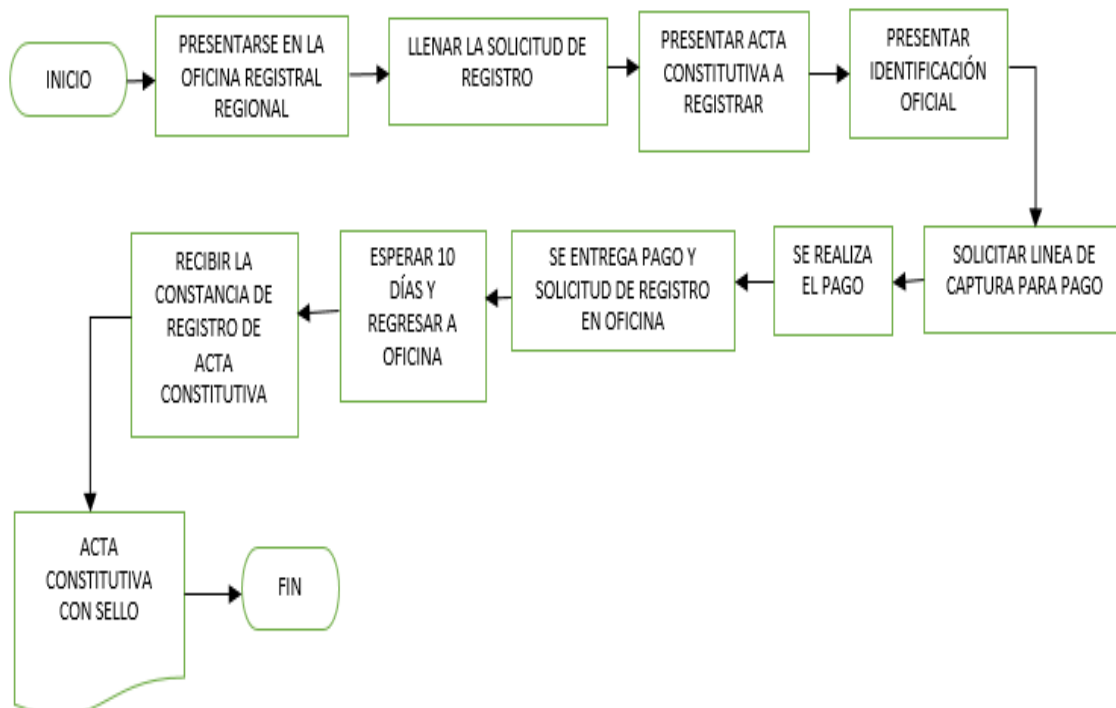 INICIO
PRESENTARSE EN LA
OFICINA REGISTRAL
REGIONAL
LLENAR LA SOLICITUD DE
REGISTRO
PRESENTAR ACTA
CONSTITUTIVA A
REGISTRAR
PRESENTAR
IDENTIFICACIÓN
OFICIAL
SOLICITAR LINEA DE
CAPTURA PARA PAGO
SE REALIZA
EL PAGO
SE ENTREGA PAGO Y
SOLICITUD DE REGISTRO
EN OFICINA
ESPERAR 10
DÍAS Y
REGRESAR A
OFICINA
RECIBIR LA
CONSTANCIA DE
REGISTRO DE
ACTA
CONSTITUTIVA
ACTA
CONSTITUTIVA
CON SELLO
FIN